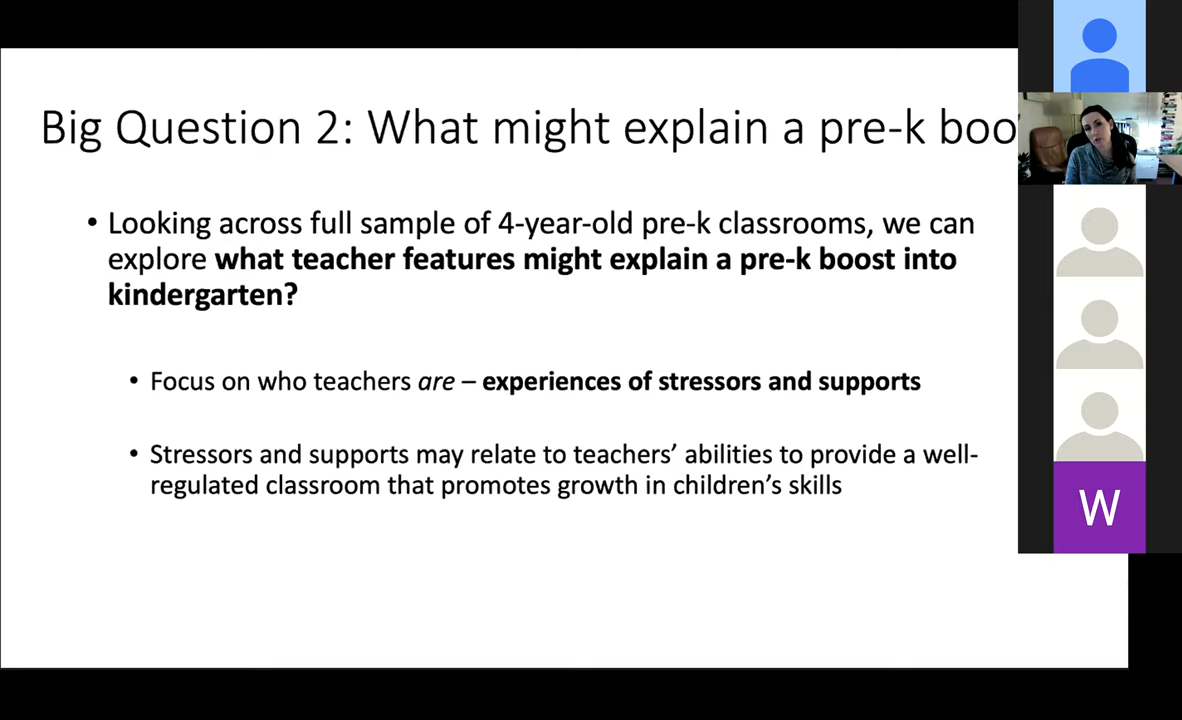 Big Question 2: What might explain a pre-k boo
• Looking across full sample of 4-year-old pre-k classrooms, we can
explore what teacher features might explain a pre-k boost into
kindergarten?
• Focus on who teachers are – experiences of stressors and supports
• Stressors and supports may relate to teachers’ abilities to provide a well-
regulated classroom that promotes growth in children’s skills
W